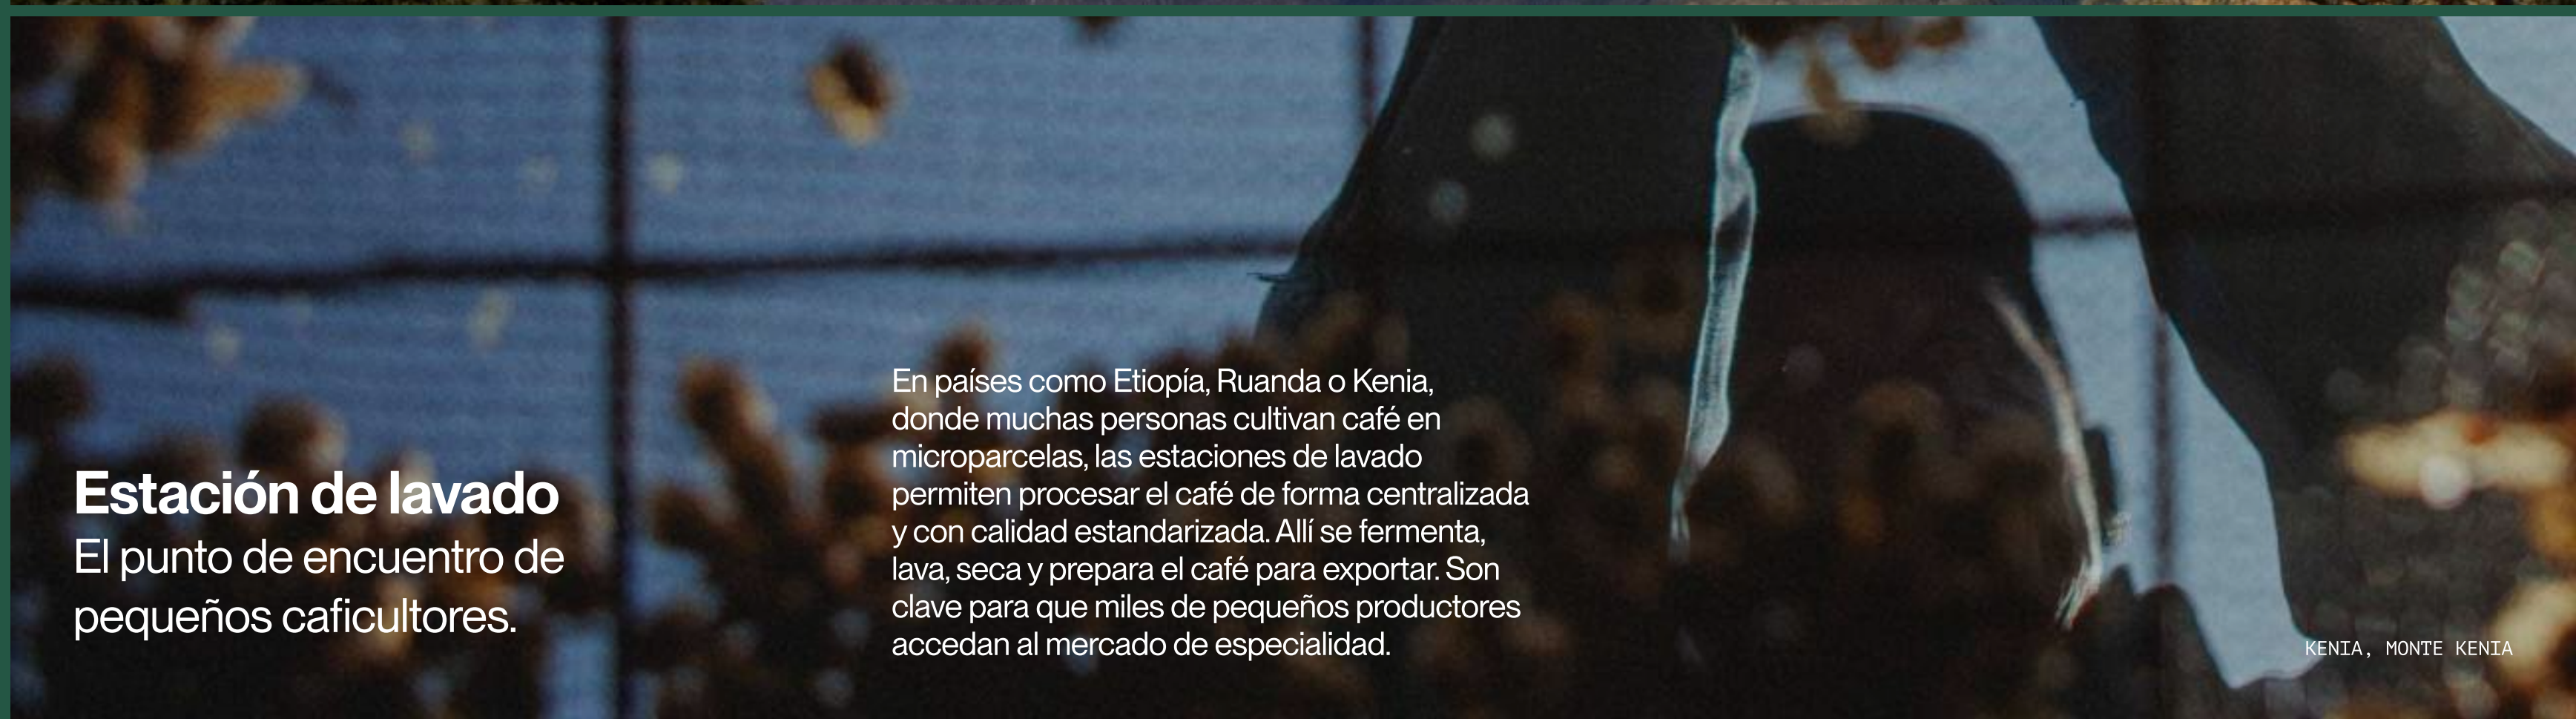 Estación de lavado
El punto de encuentro de
pequeños caficultores.
En países como Etiopía, Ruanda o Kenia,
donde muchas personas cultivan café en
microparcelas, las estaciones de lavado
permiten procesar el café de forma centralizada
y con calidad estandarizada. Allí se fermenta,
lava, seca y prepara el café para exportar. Son
clave para que miles de pequeños productores
accedan al mercado de especialidad.
KENIA, MONTE KENIA